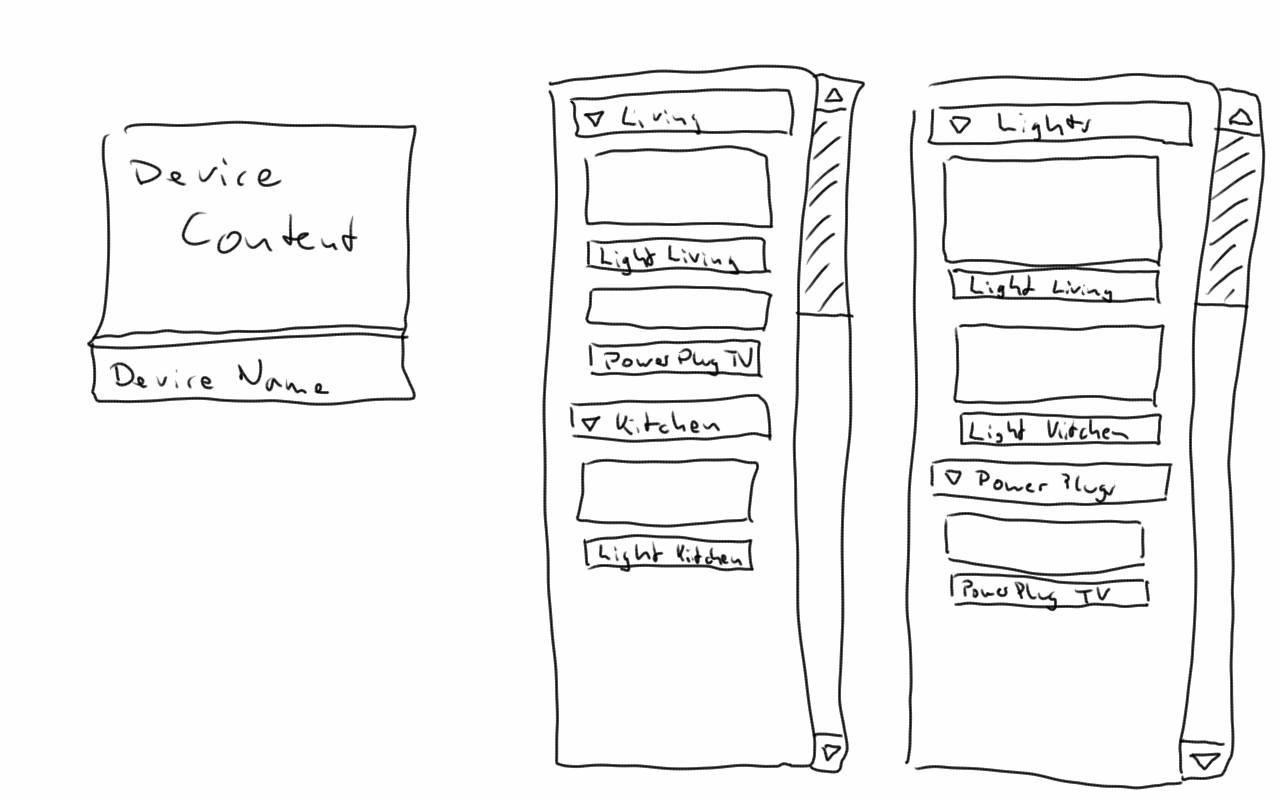 Device
Content
Device Name
Living
Light Living
PowerPlug TV
Kitchen
Light Kitchen
Lights
Light Living
Light Kitchen
Power Plugs
PowerPlug TV